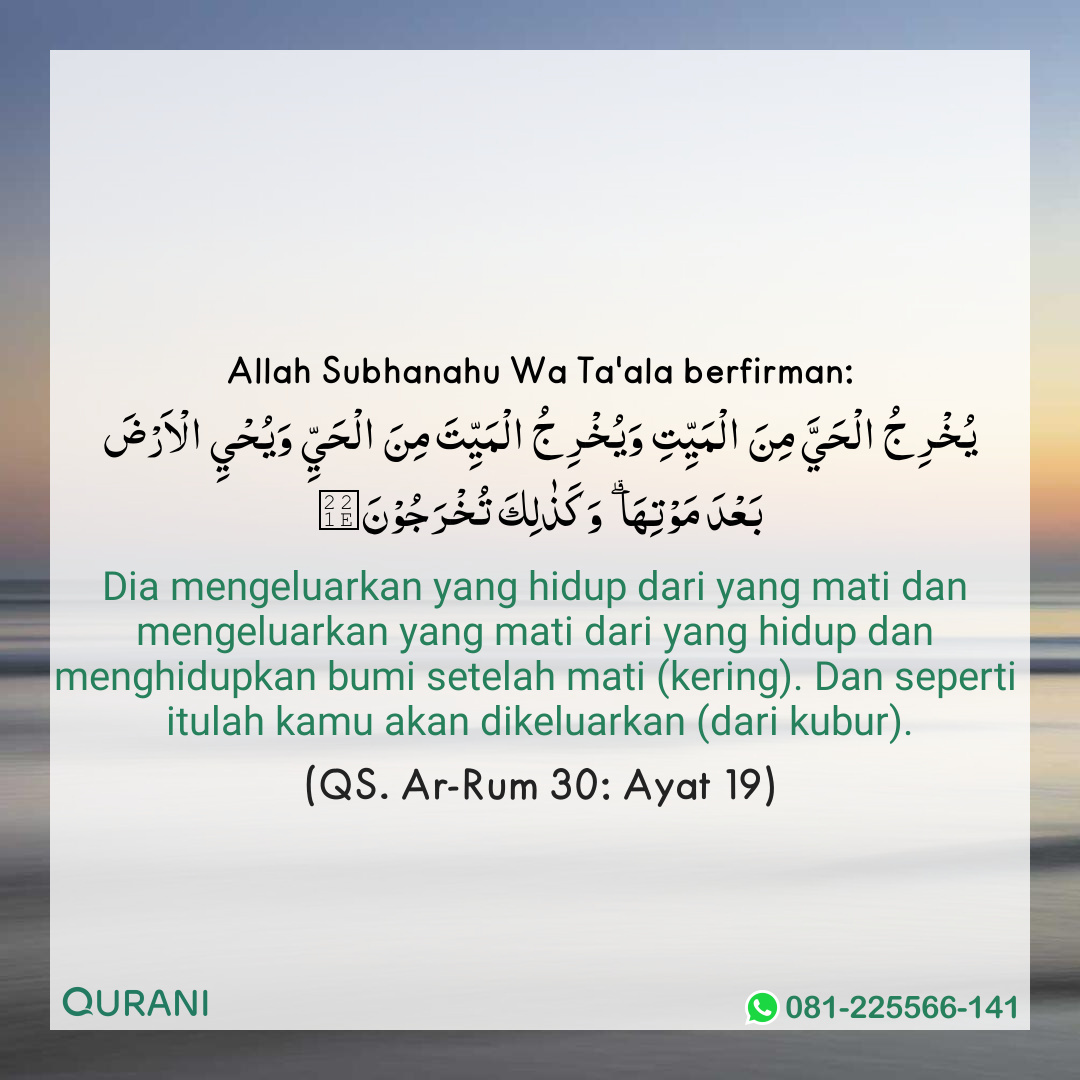 Allah Subhanahu Wa Ta'ala berfirman:
يُخْرِجُ الْحَيَّ مِنَ الْمَيِّتِ وَيُخْرِجُ الْمَيِّتَ مِنَ الْحَيِّ وَيُحْيِ الْاَرْضَ
بَعْدَ مَوْتِهَا ۗ وَكَذٰلِكَ تُخْرَجُوْنَ
Dia mengeluarkan yang hidup dari yang mati dan
mengeluarkan yang mati dari yang hidup dan
menghidupkan bumi setelah mati (kering). Dan seperti
itulah kamu akan dikeluarkan (dari kubur).
(QS. Ar-Rum 30: Ayat 19)
QURANI
081-225566-141